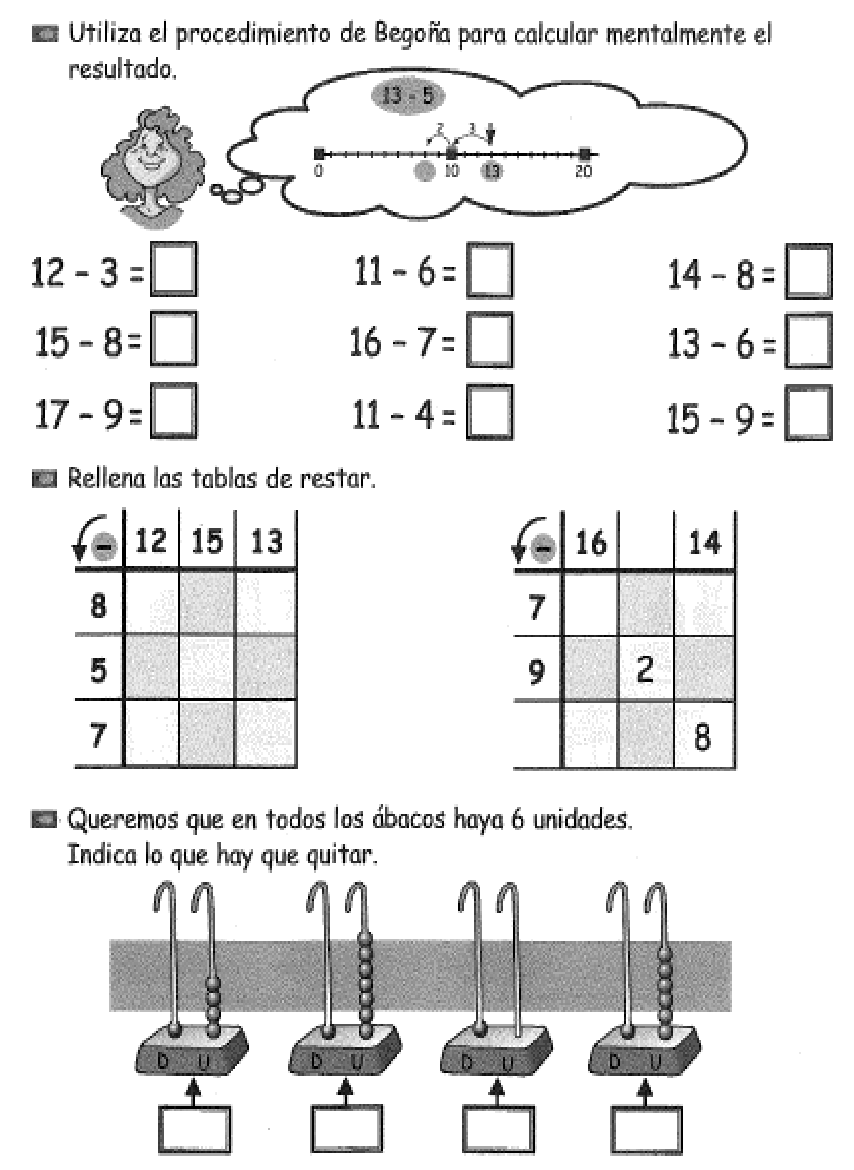 Utiliza el procedimiento de Begoña para calcular mentalmente el
resultado.
13 - 5
2 3
0 10 13 20
12 - 3 = 11 - 6 = 14 - 8 =
15 - 8 = 16 - 7 = 13 - 6 =
17 - 9 = 11 - 4 = 15 - 9 =
Rellena las tablas de restar.
- 12 15 13
8
5
7
- 16 14
7
9 2
8
Queremos que en todos los ábacos haya 6 unidades.
Indica lo que hay que quitar.
D U D U D U D U